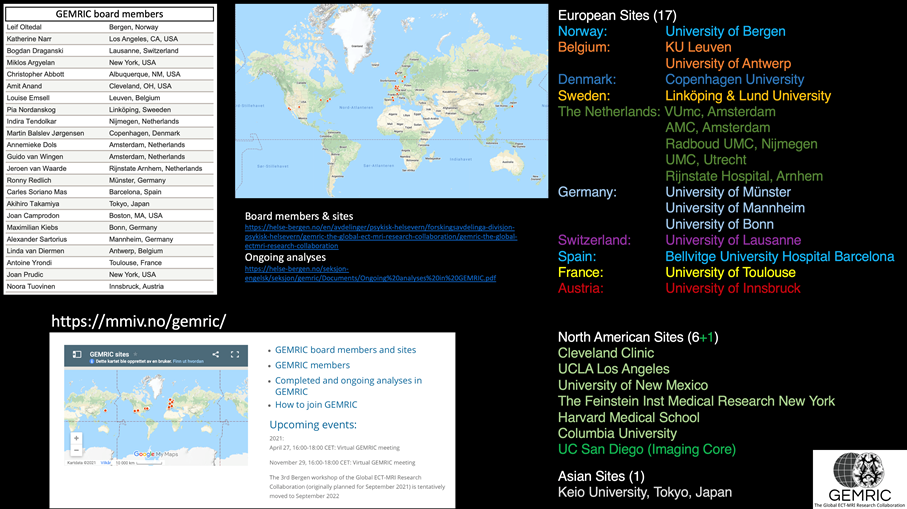 GEMRIC board members
Leif Oltedal Bergen, Norway
Katherine Narr Los Angeles, CA, USA
Bogdan Draganski Lausanne, Switzerland
Miklos Argyelan New York, USA
Christopher Abbott Albuquerque, NM, USA
Amit Anand Cleveland, OH, USA
Louise Emsell Leuven, Belgium
Pia Nordanskog Linköping, Sweeden
Indira Tendolkar Nijmegen, Netherlands
Martin Balslev Jørgensen Copenhagen, Denmark
Annemieke Dols Amsterdam, Netherlands
Guido van Wingen Amsterdam, Netherlands
Jeroen van Waarde Rijnstate Arnhem, Netherlands
Ronny Redlich Münster, Germany
Carles Soriano Mas Barcelona, Spain
Akihiro Takamiya Tokyo, Japan
Joan Camprodon Boston, MA, USA
Maximilian Kiebs Bonn, Germany
Alexander Sartorius Mannheim, Germany
Linda van Diermen Antwerp, Belgium
Antoine Yrondi Toulouse, France
Joan Prudic New York, USA
Noora Tuovinen Innsbruck, Austria
Board members & sites
https://helse-bergen.no/en/avdelinger/psykisk-helsevern/forskingsavdelinga-divisjon-
psykisk-helsevern/gemric-the-global-ect-mri-research-collaboration/gemric-the-global-
ectmri-research-collaboration
Ongoing analyses
https://helse-bergen.no/seksjon-
engelsk/seksjon/gemric/Documents/Ongoing%20analyses%20in%20GEMRIC.pdf
European Sites (17)
Norway: University of Bergen
Belgium: KU Leuven
University of Antwerp
Denmark: Copenhagen University
Sweden: Linköping & Lund University
The Netherlands: VUmc, Amsterdam
AMC, Amsterdam
Radboud UMC, Nijmegen
UMC, Utrecht
Rijnstate Hospital, Arnhem
Germany: University of Münster
University of Mannheim
University of Bonn
Switzerland: University of Lausanne
Spain: Bellvitge University Hospital Barcelona
France: University of Toulouse
Austria: University of Innsbruck
https://mmiv.no/gemric/
GEMRIC sites
Dette kartet ble opprettet av en bruker.
Google My Maps
Kartdata ©2021 Vilkår 10 000 km
• GEMRIC board members and sites
• GEMRIC members
• Completed and ongoing analyses in
GEMRIC
• How to join GEMRIC
Upcoming events:
2021:
April 27, 16:00-18:00 CET: Virtual GEMRIC meeting
November 29, 16:00-18:00 CET: Virtual GEMRIC meeting
The 3rd Bergen workshop of the Global ECT-MRI Research
Collaboration (originally planned for September 2021) is tentatively
moved to September 2022
North American Sites (6+1)
Cleveland Clinic
UCLA Los Angeles
University of New Mexico
The Feinstein Inst Medical Research New York
Harvard Medical School
Columbia University
UC San Diego (Imaging Core)
Asian Sites (1)
Keio University, Tokyo, Japan
GEMRIC
The Global ECT-MRI Research Collaboration